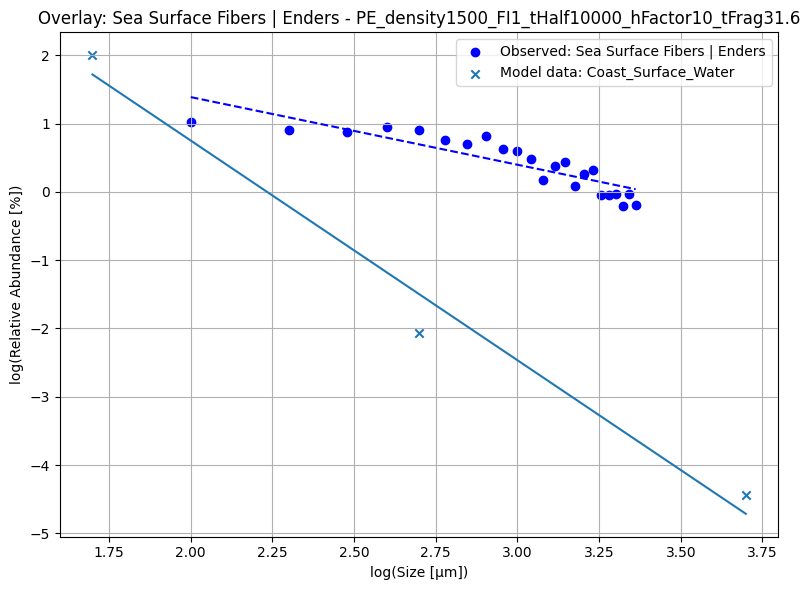 Overlay: Sea Surface Fibers | Enders - PE_density1500_FI1_tHalf10000_hFactor10_tFrag31.6
Observed: Sea Surface Fibers | Enders
Model data: Coast_Surface_Water
log(Relative Abundance [%])
2
1
0
−1
−2
−3
−4
−5
1.75 2.00 2.25 2.50 2.75 3.00 3.25 3.50 3.75
log(Size [µm])